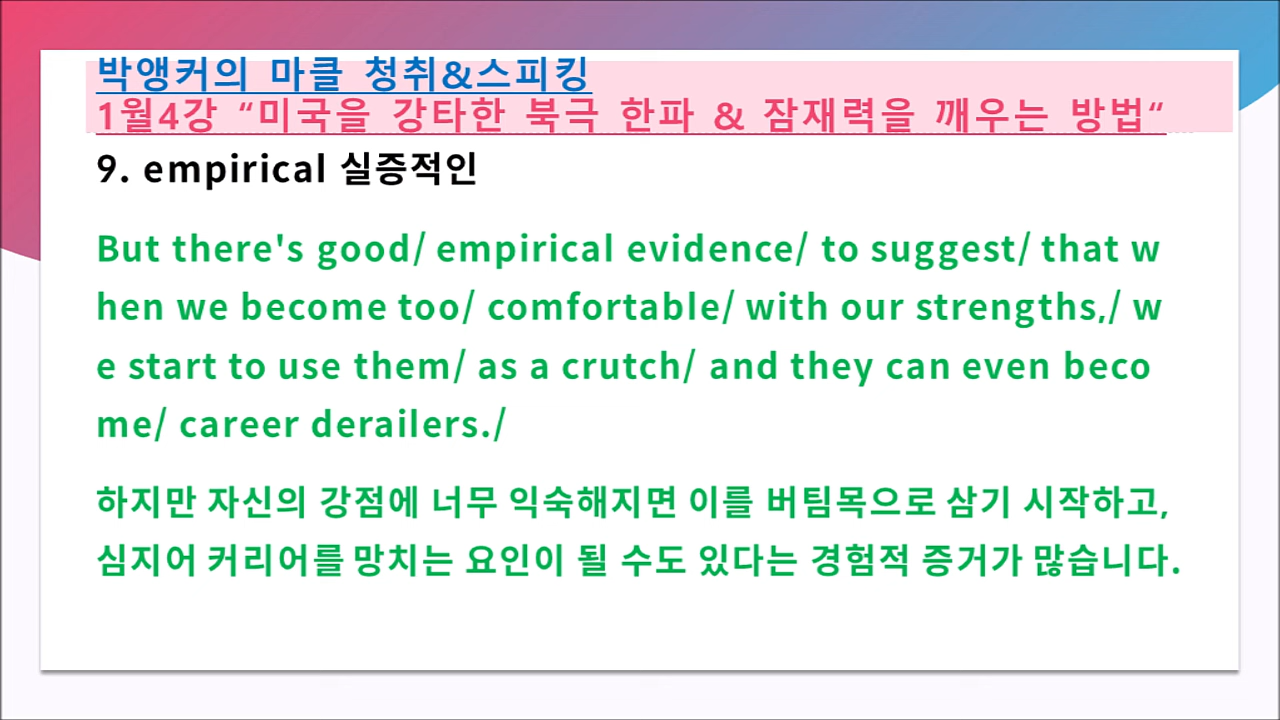 박앵커의 마클 청취&스피킹
1월4강 “미국을 강타한 북극 한파 & 잠재력을 깨우는 방법“
9. empirical 실증적인
But there's good/ empirical evidence/ to suggest/ that w
hen we become too/ comfortable/ with our strengths,/ w
e start to use them/ as a crutch/ and they can even beco
me/ career derailers./
하지만 자신의 강점에 너무 익숙해지면 이를 버팀목으로 삼기 시작하고,
심지어 커리어를 망치는 요인이 될 수도 있다는 경험적 증거가 많습니다.